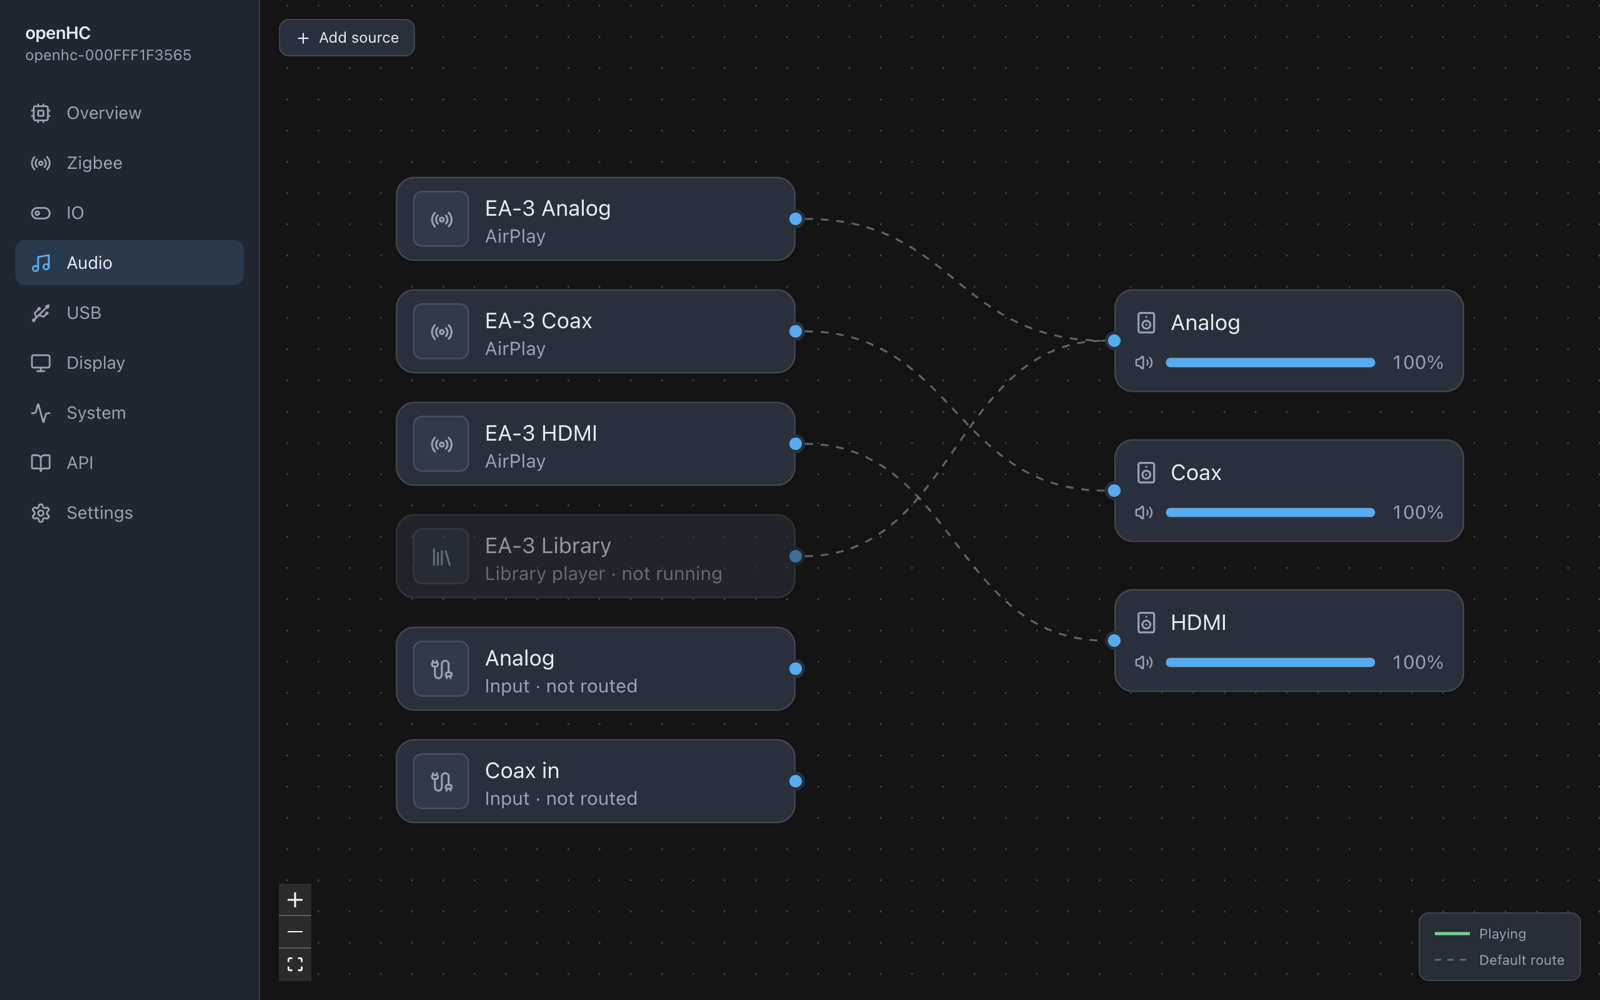 openHC
openhc-000FFF1F3565
Overview
Zigbee
IO
Audio
USB
Display
System
API
Settings
Add source
EA-3 Analog
AirPlay
EA-3 Coax
AirPlay
EA-3 HDMI
AirPlay
EA-3 Library
Library player · not running
Analog
Input · not routed
Coax in
Input · not routed
Analog
100%
Coax
100%
HDMI
100%
Playing
Default route